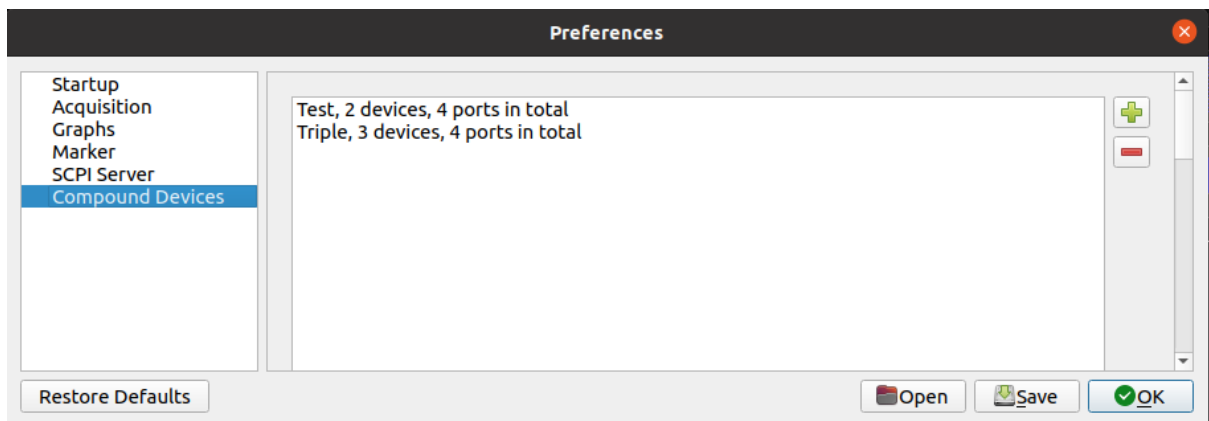 Preferences
Startup
Acquisition
Graphs
Marker
SCPI Server
Compound Devices
Test, 2 devices, 4 ports in total
Triple, 3 devices, 4 ports in total
Restore Defaults
Open
Save
OK